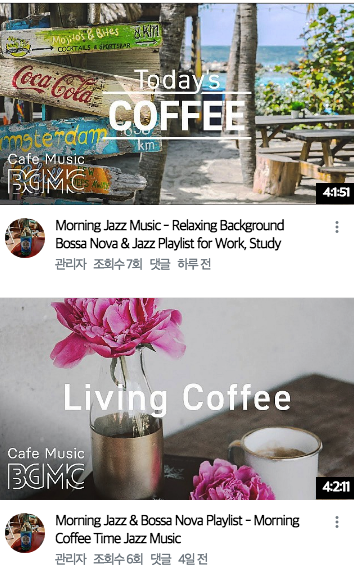 Mojito's & Bites
COCKTAILS & SPORTSBAR
Coca-Cola
Today's
COFFEE
msterdam
km
Cafe Music
BGMC
4:1:51
Morning Jazz Music - Relaxing Background
Bossa Nova & Jazz Playlist for Work, Study
관리자 조회수 7회 댓글 하루 전
Living Coffee
Cafe Music
BGMC
4:2:11
Morning Jazz & Bossa Nova Playlist - Morning
Coffee Time Jazz Music
관리자 조회수 6회 댓글 4일 전